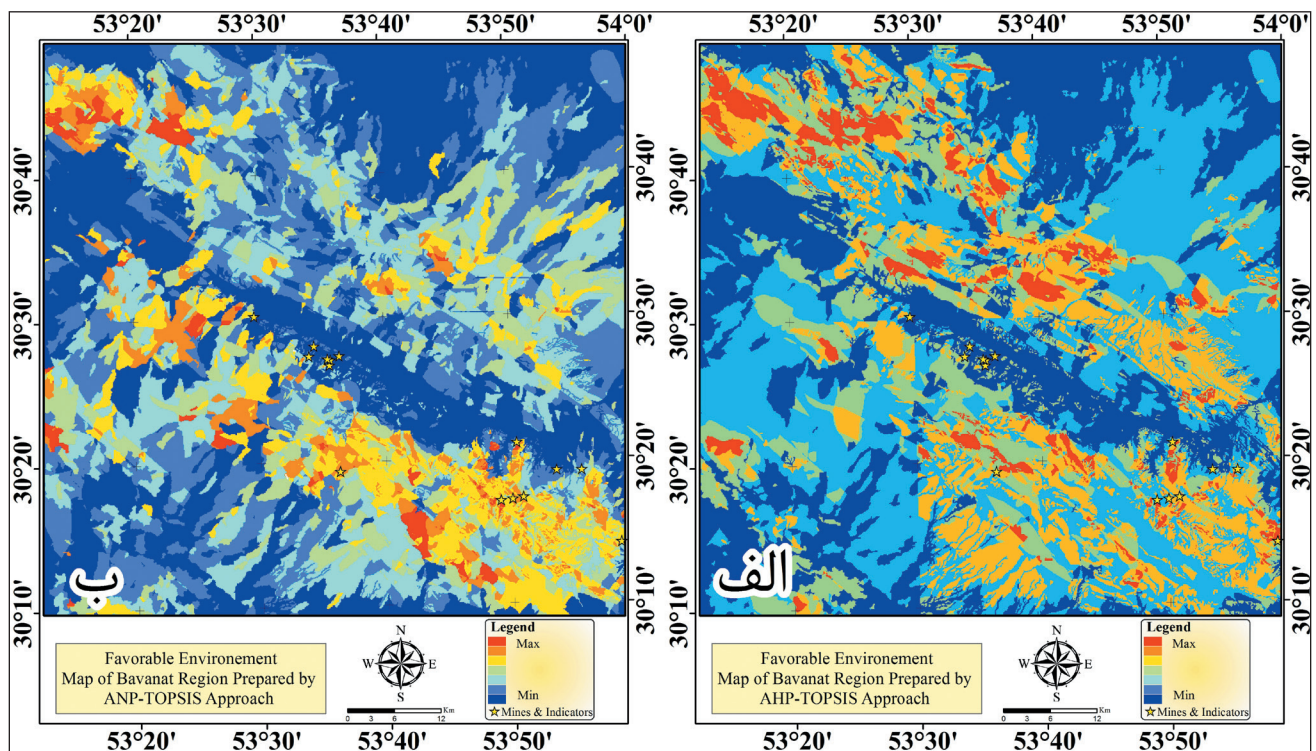 53°20' 53°30' 53°40' 53°50' 54°0'
30°40'
30°30'
30°20'
30°10'
30°40'
30°30'
30°20'
30°10'
ب
Favorable Environement
Map of Bavanat Region Prepared by
ANP-TOPSIS Approach
N
W E
S
0 3 6 12 Km
Legend
Max
Min
Mines & Indicators
53°20' 53°30' 53°40' 53°50'
53°20' 53°30' 53°40' 53°50' 54°0'
30°40'
30°30'
30°20'
30°10'
الف
Favorable Environement
Map of Bavanat Region Prepared by
AHP-TOPSIS Approach
N
W E
S
0 3 6 12 Km
Legend
Max
Min
Mines & Indicators
53°20' 53°30' 53°40' 53°50'